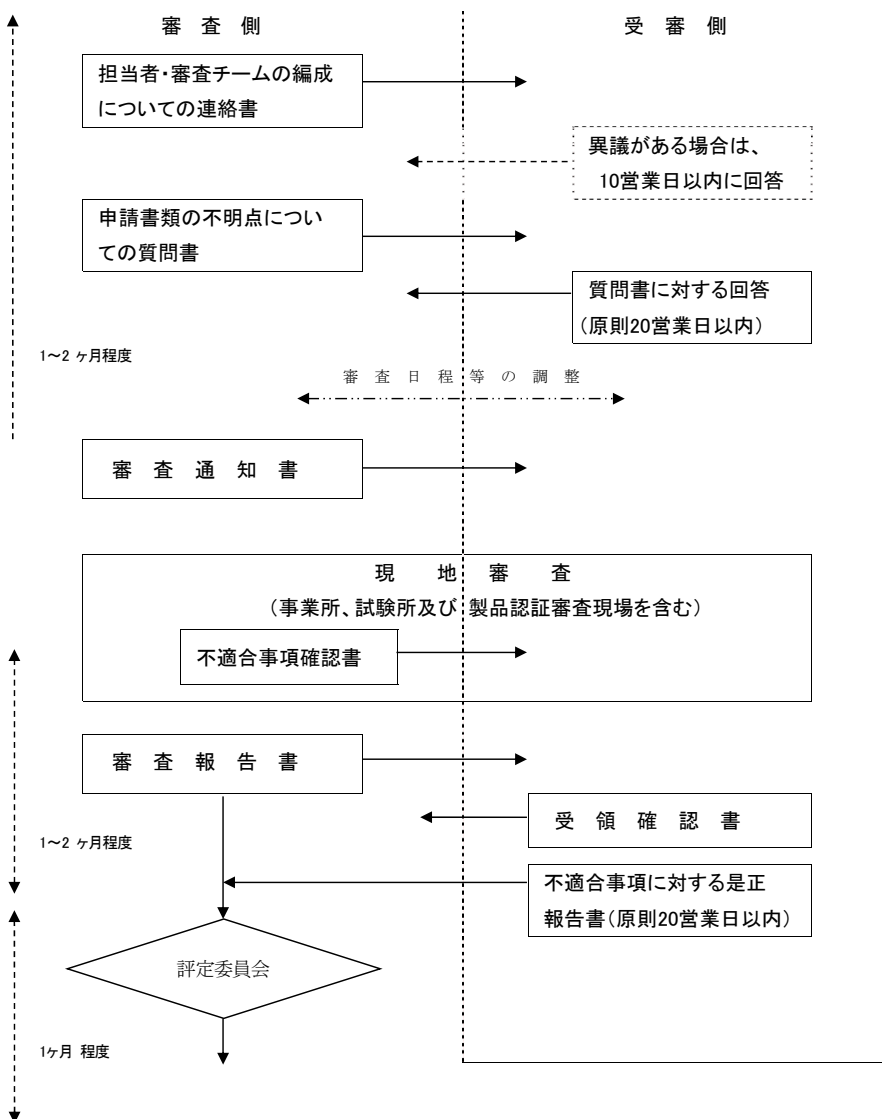 審 査 側
受 審 側
担当者・審査チームの編成
についての連絡書
異議がある場合は、
10営業日以内に回答
申請書類の不明点につい
ての質問書
質問書に対する回答
(原則20営業日以内)
1～2 ヶ月程度
審 査 日 程 等 の 調 整
審 査 通 知 書
現 地 審 査
(事業所、試験所及び 製品認証審査現場を含む)
不適合事項確認書
審 査 報 告 書
受 領 確 認 書
1～2 ヶ月程度
不適合事項に対する是正
報告書(原則20営業日以内)
評定委員会
1ヶ月 程度